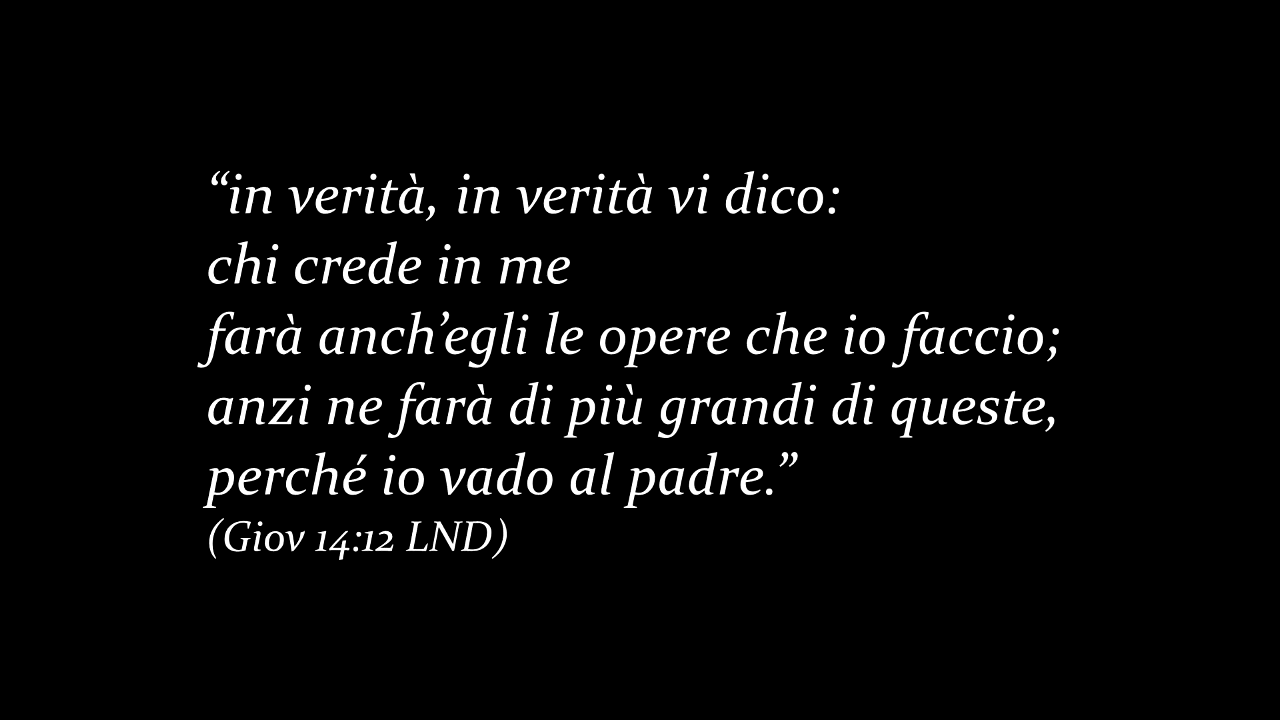 “in verità, in verità vi dico:
chi crede in me
farà anch’egli le opere che io faccio;
anzi ne farà di più grandi di queste,
perché io vado al padre.”
(Giov 14:12 LND)